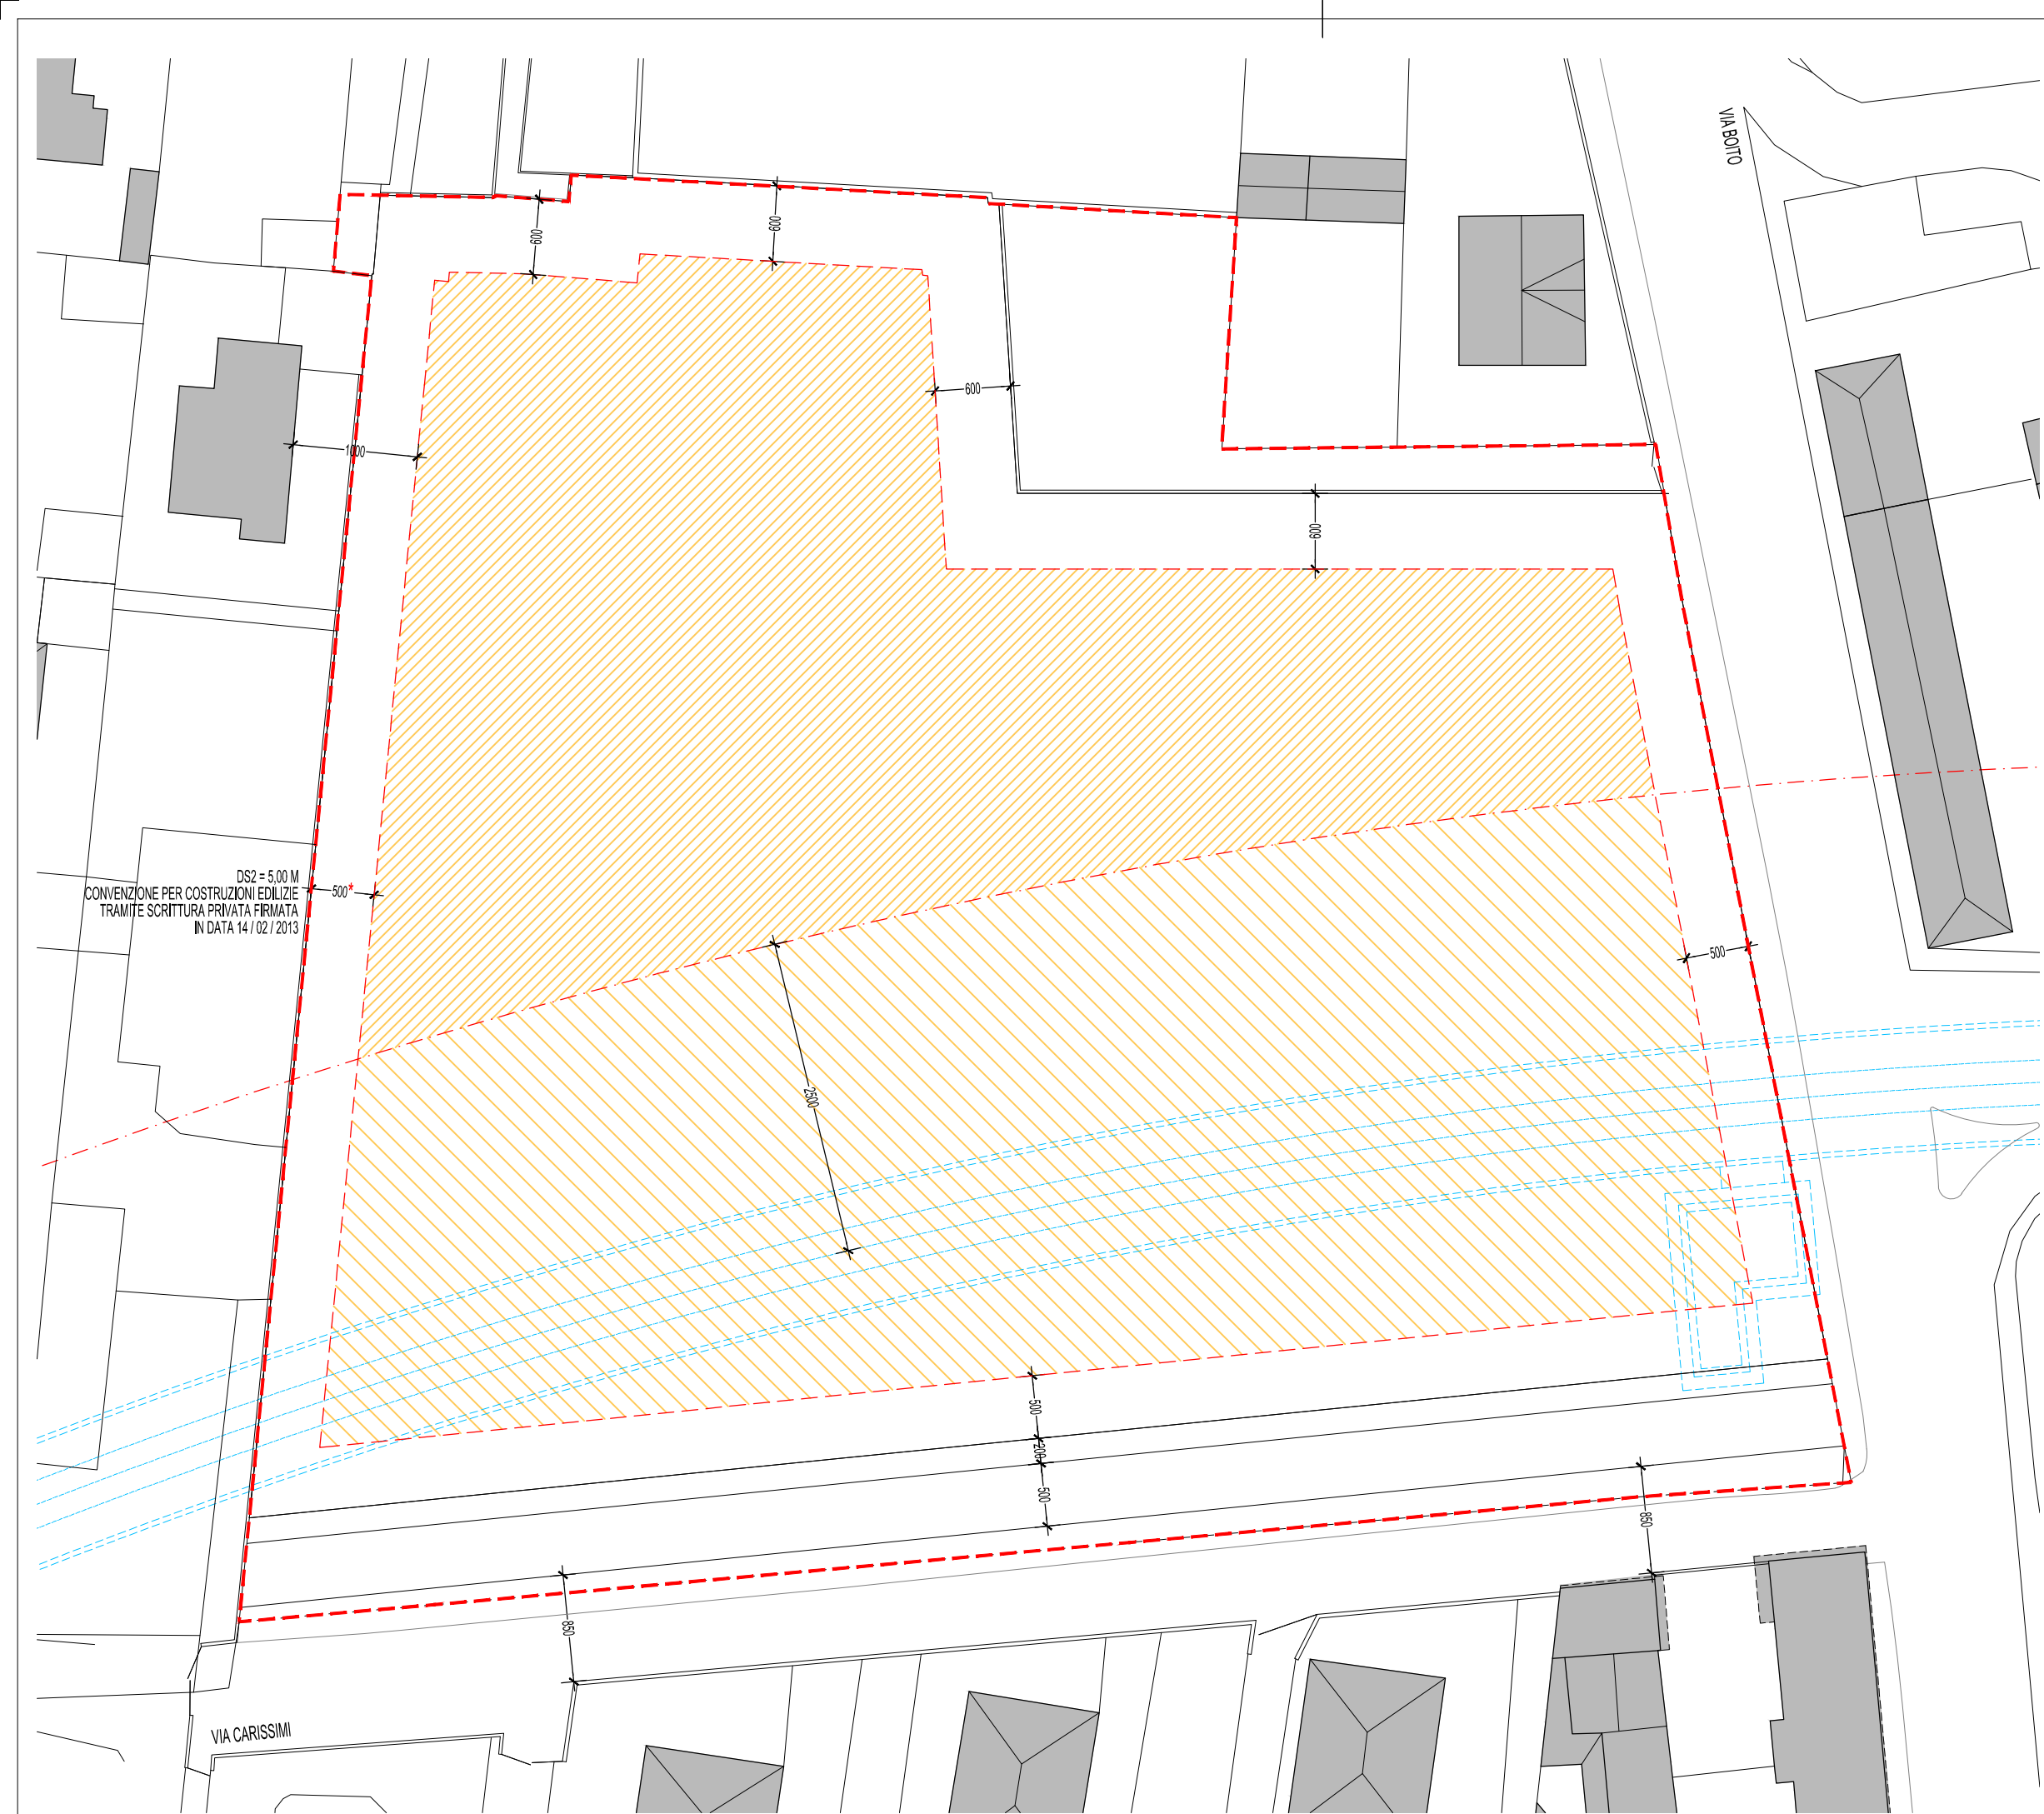 VIA BOITO
600
600
600
1000
600
DS2 = 5,00 M
CONVENZIONE PER COSTRUZIONI EDILIZIE
TRAMITE SCRITTURA PRIVATA FIRMATA
IN DATA 14 / 02 / 2013
500*
500
2500
500
200
500
850
850
VIA CARISSIMI